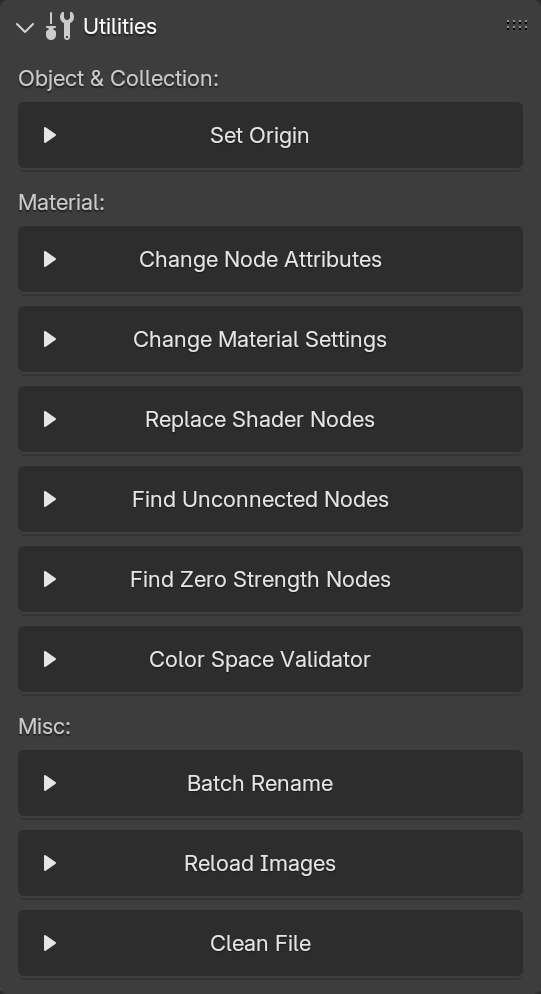 Utilities
Object & Collection:
Set Origin
Material:
Change Node Attributes
Change Material Settings
Replace Shader Nodes
Find Unconnected Nodes
Find Zero Strength Nodes
Color Space Validator
Misc:
Batch Rename
Reload Images
Clean File